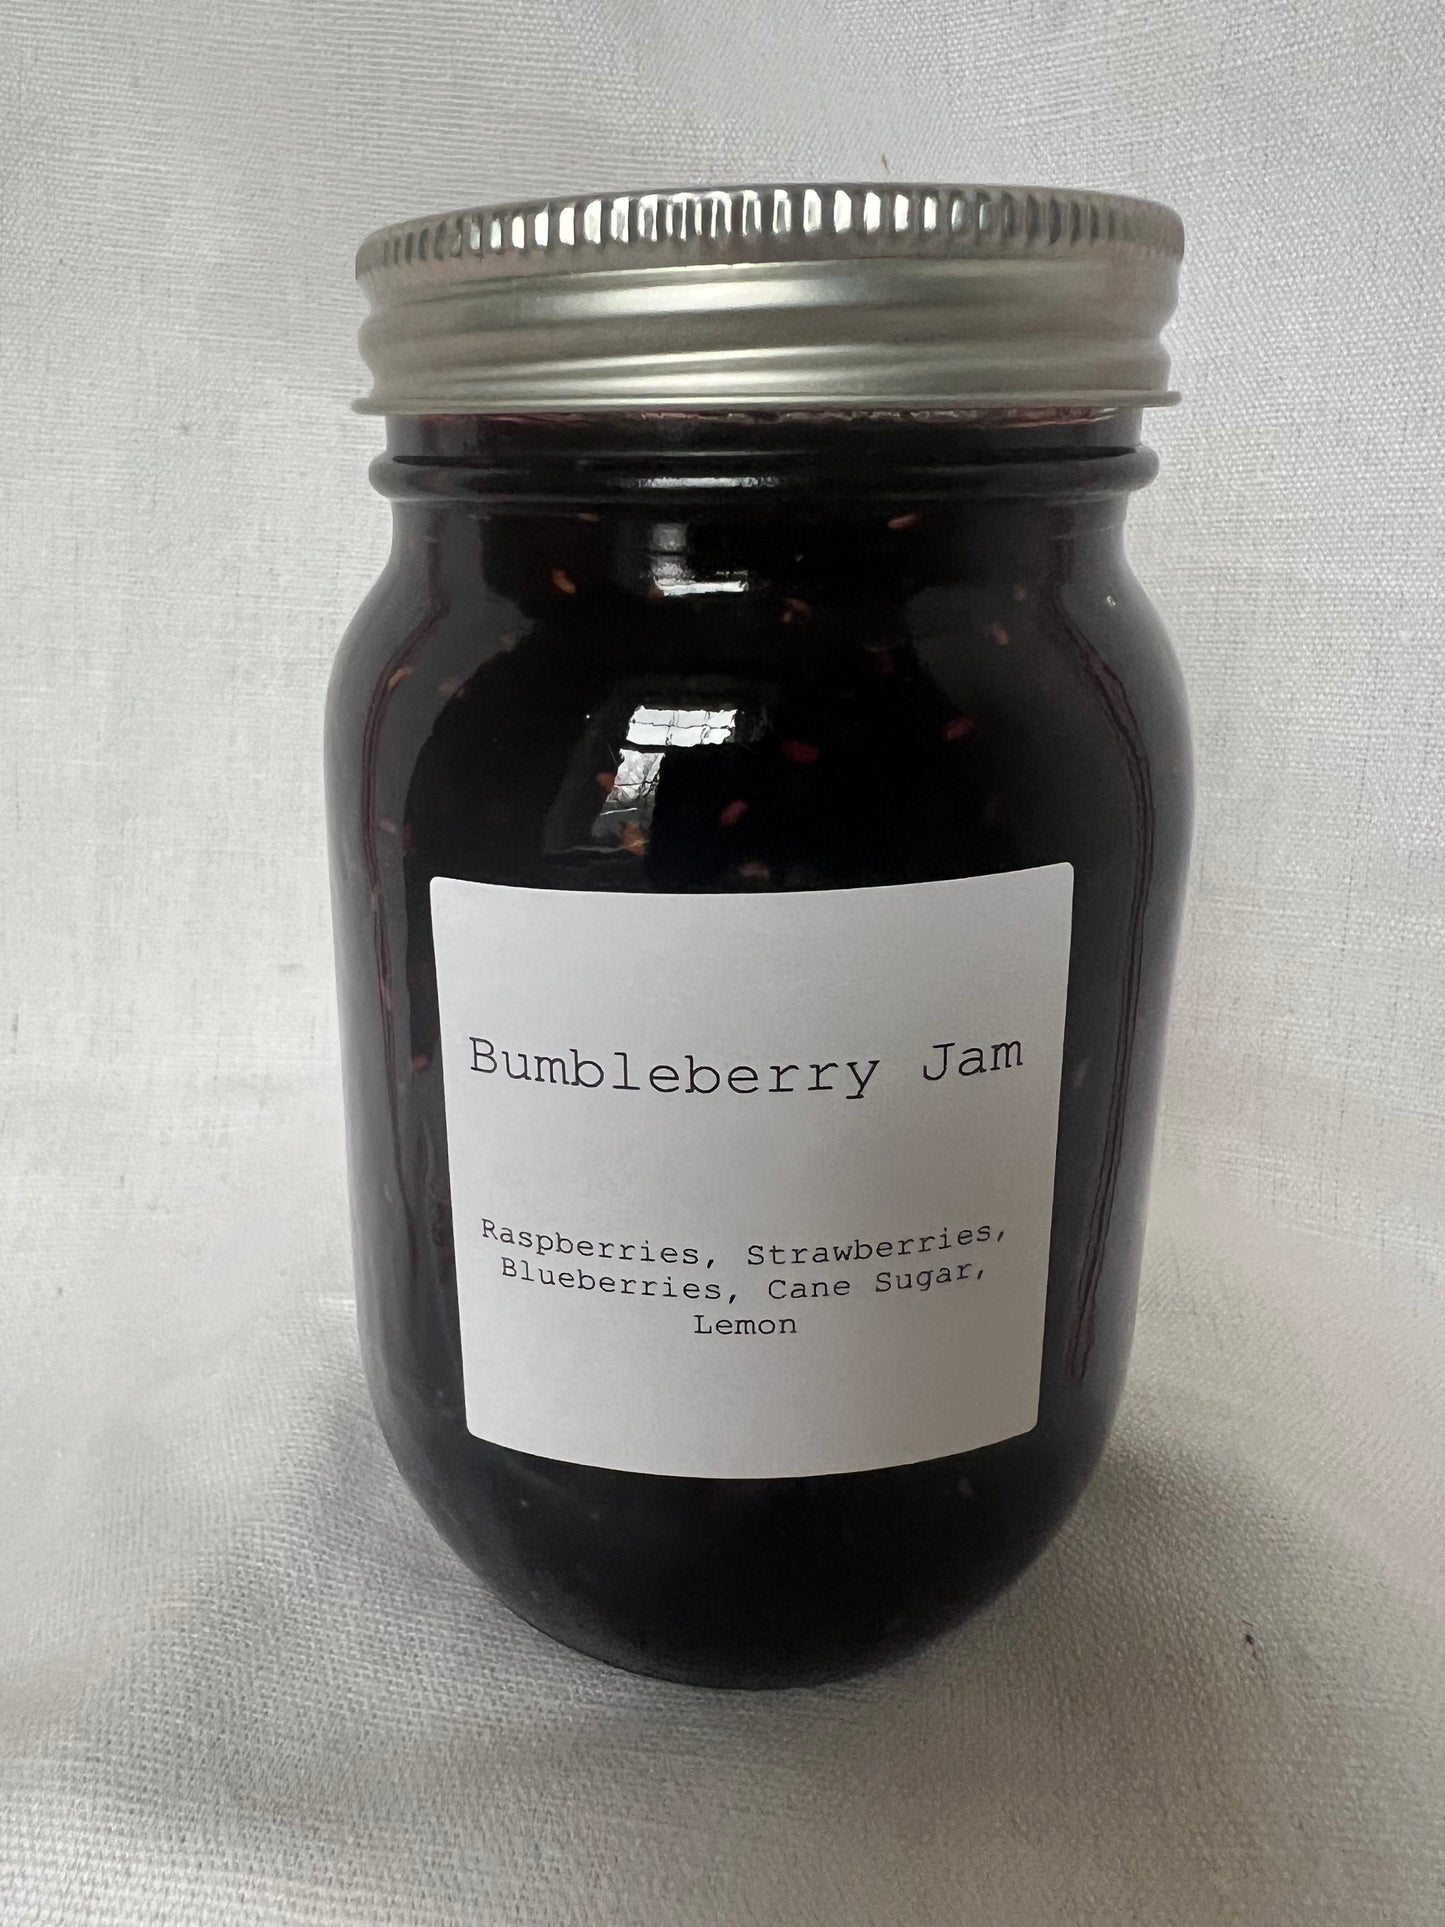 Bumbleberry Jam
Raspberries, Strawberries,
Blueberries, Cane Sugar,
Lemon